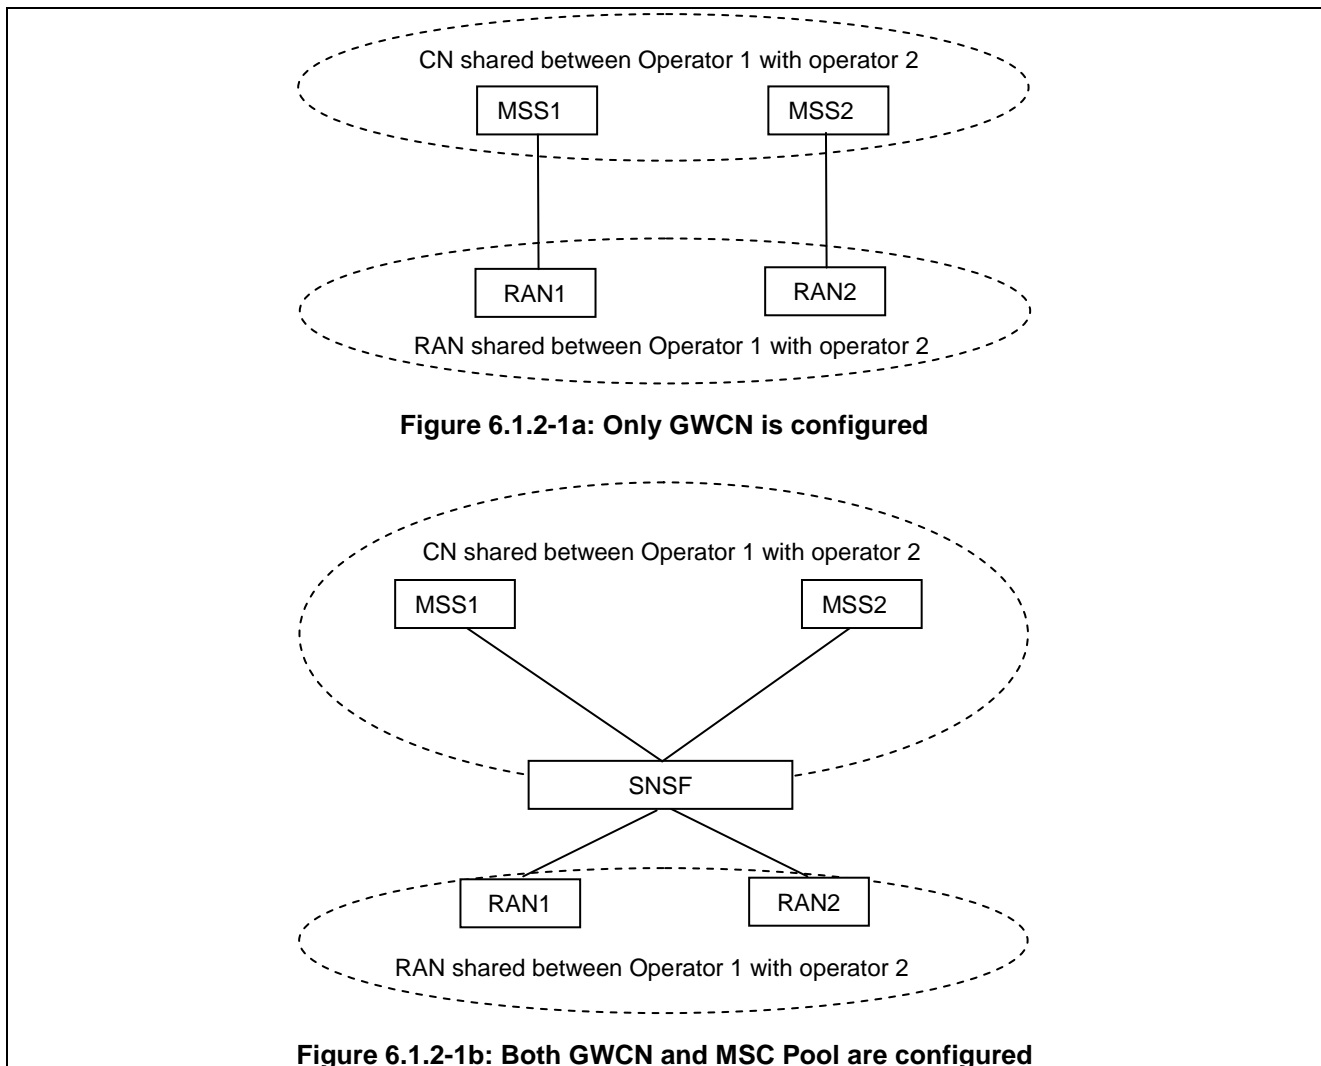 CN shared between Operator 1 with operator 2
MSS1 MSS2
RAN1 RAN2
RAN shared between Operator 1 with operator 2
Figure 6.1.2-1a: Only GWCN is configured
CN shared between Operator 1 with operator 2
MSS1 MSS2
SNSF
RAN1 RAN2
RAN shared between Operator 1 with operator 2
Figure 6.1.2-1b: Both GWCN and MSC Pool are configured